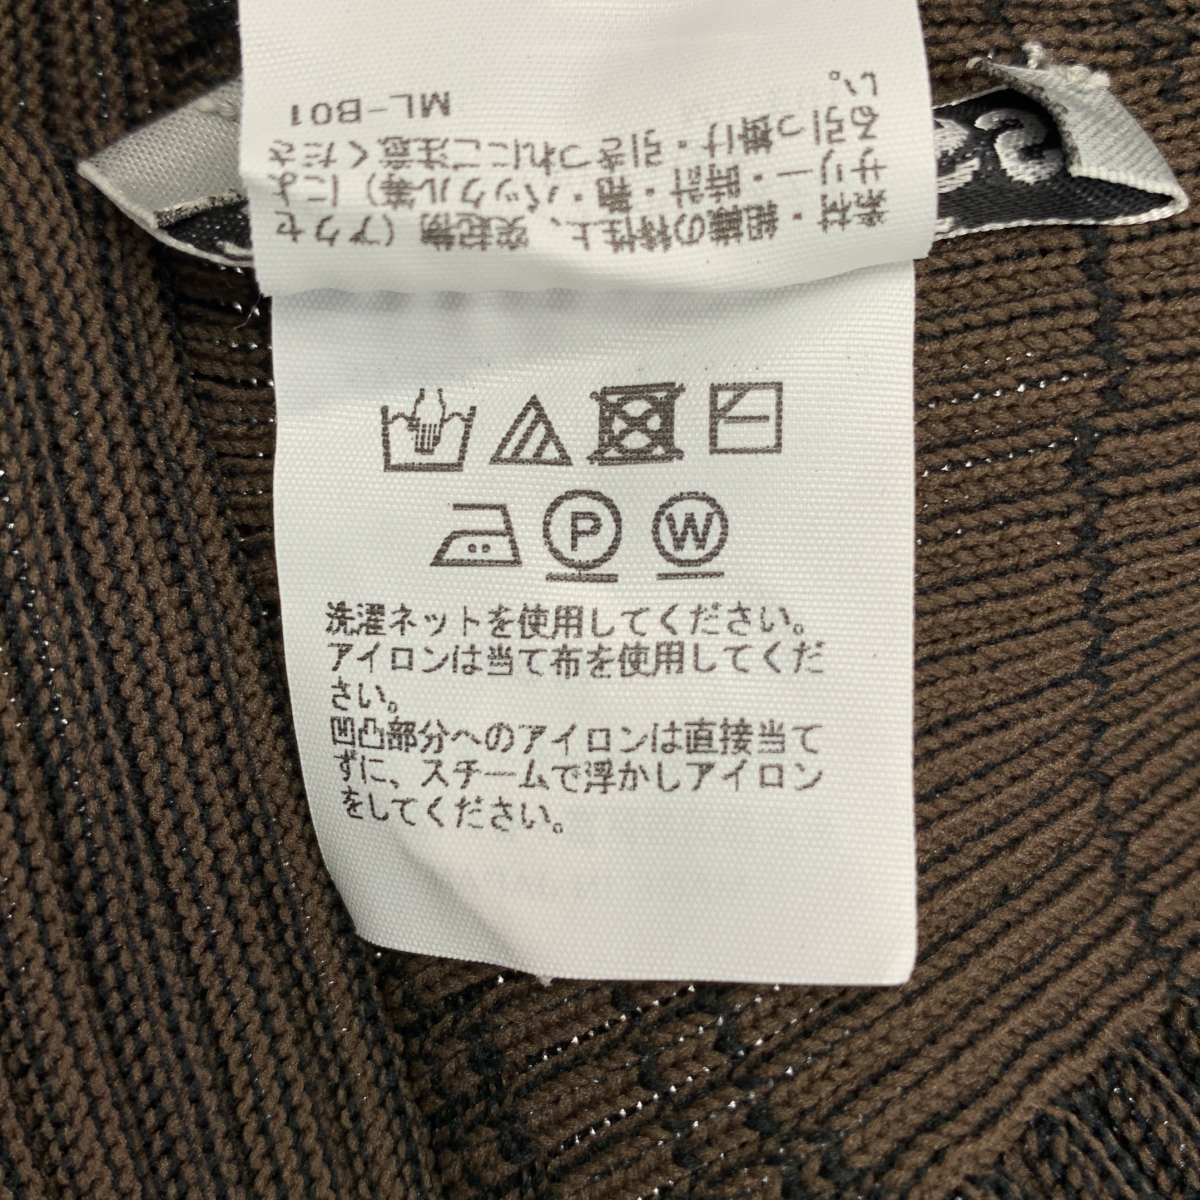 素材・組織の特性上、突起物（アクセ
サリー・時計・鞄・バックル等）によ
る引っ掛け・引きつれにご注意くださ
い。
ML-B01
P W
洗濯ネットを使用してください。
アイロンは当て布を使用してくだ
さい。
凹凸部分へのアイロンは直接当て
ずに、スチームで浮かしアイロン
をしてください。